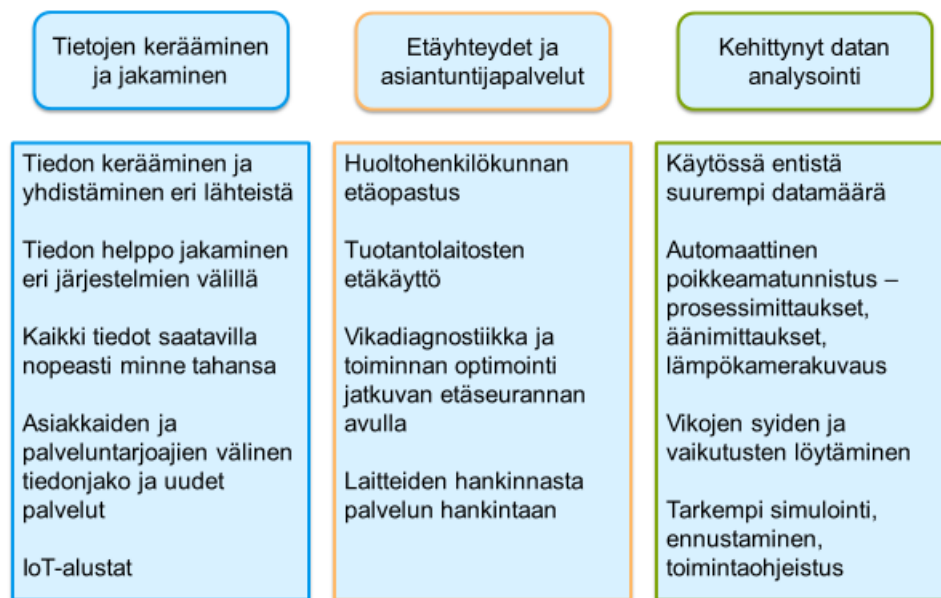 Tietojen kerääminen
ja jakaminen
Tiedon kerääminen ja
yhdistäminen eri lähteistä
Tiedon helppo jakaminen
eri järjestelmien välillä
Kaikki tiedot saatavilla
nopeasti minne tahansa
Asiakkaiden ja
palveluntarjoajien välinen
tiedonjako ja uudet
palvelut
IoT-alustat
Etäyhteydet ja
asiantuntijapalvelut
Huoltohenkilökunnan
etäopastus
Tuotantolaitosten
etäkäyttö
Vikadiagnostiikka ja
toiminnan optimointi
jatkuvan etäseurannan
avulla
Laitteiden hankinnasta
palvelun hankintaan
Kehittynyt datan
analysointi
Käytössä entistä
suurempi datamäärä
Automaattinen
poikkeamatunnistus –
prosessimittaukset,
äänimittaukset,
lämpökamerakuvaus
Vikojen syiden ja
vaikutusten löytäminen
Tarkempi simulointi,
ennustaminen,
toimintaohjeistus